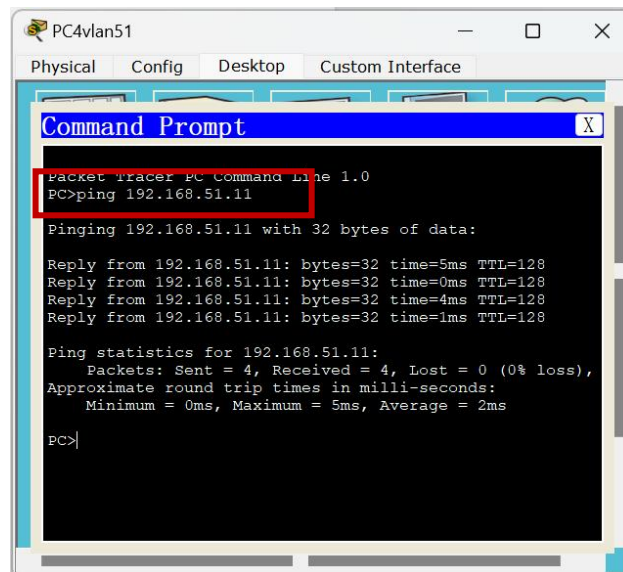 PC4vlan51
Physical Config Desktop Custom Interface
Command Prompt X
Packet Tracer PC Command Line 1.0
PC>ping 192.168.51.11
Pinging 192.168.51.11 with 32 bytes of data:
Reply from 192.168.51.11: bytes=32 time=5ms TTL=128
Reply from 192.168.51.11: bytes=32 time=0ms TTL=128
Reply from 192.168.51.11: bytes=32 time=4ms TTL=128
Reply from 192.168.51.11: bytes=32 time=1ms TTL=128
Ping statistics for 192.168.51.11:
Packets: Sent = 4, Received = 4, Lost = 0 (0% loss),
Approximate round trip times in milli-seconds:
Minimum = 0ms, Maximum = 5ms, Average = 2ms
PC>